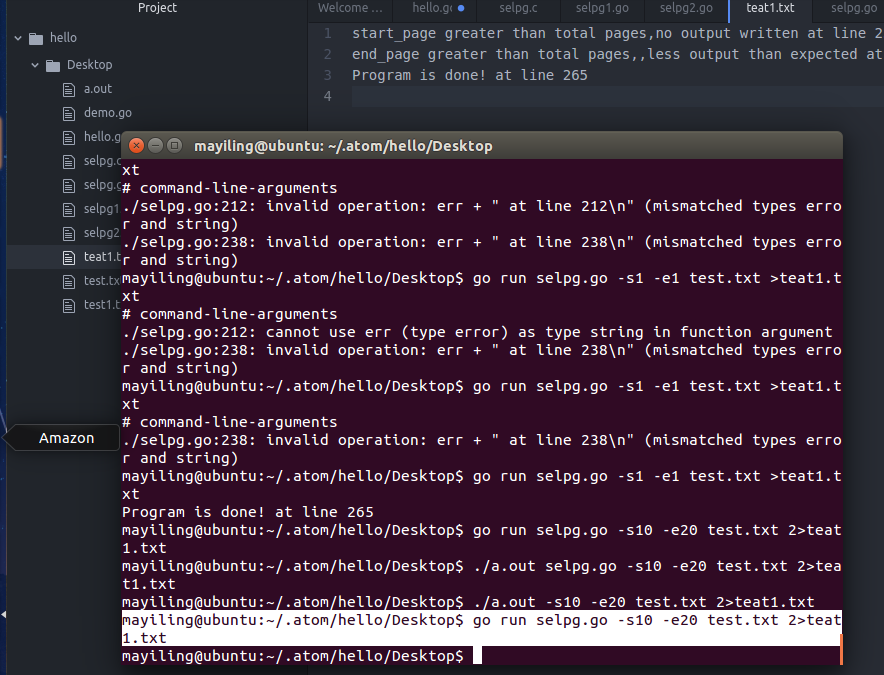 Project
Welcome ...
hello.gc
selpg.c
selpg1.go
selpg2.go
teat1.txt
selpg.go
hello
Desktop
a.out
demo.go
hello.g
selpg.c
selpg.g
selpg1
selpg2
teat1.t
test.tx
test1.t
1 start_page greater than total pages,no output written at line 2
2 end_page greater than total pages,,less output than expected at
3 Program is done! at line 265
4
mayiling@ubuntu: ~/.atom/hello/Desktop
xt
# command-line-arguments
./selpg.go:212: invalid operation: err + " at line 212\n" (mismatched types erro
r and string)
./selpg.go:238: invalid operation: err + " at line 238\n" (mismatched types erro
r and string)
mayiling@ubuntu:~/.atom/hello/Desktop$ go run selpg.go -s1 -e1 test.txt >teat1.t
xt
# command-line-arguments
./selpg.go:212: cannot use err (type error) as type string in function argument
./selpg.go:238: invalid operation: err + " at line 238\n" (mismatched types erro
r and string)
mayiling@ubuntu:~/.atom/hello/Desktop$ go run selpg.go -s1 -e1 test.txt >teat1.t
xt
# command-line-arguments
./selpg.go:238: invalid operation: err + " at line 238\n" (mismatched types erro
r and string)
mayiling@ubuntu:~/.atom/hello/Desktop$ go run selpg.go -s1 -e1 test.txt >teat1.t
xt
Program is done! at line 265
mayiling@ubuntu:~/.atom/hello/Desktop$ go run selpg.go -s10 -e20 test.txt 2>teat
1.txt
mayiling@ubuntu:~/.atom/hello/Desktop$ ./a.out selpg.go -s10 -e20 test.txt 2>tea
t1.txt
mayiling@ubuntu:~/.atom/hello/Desktop$ ./a.out -s10 -e20 test.txt 2>teat1.txt
mayiling@ubuntu:~/.atom/hello/Desktop$ go run selpg.go -s10 -e20 test.txt 2>teat
1.txt
mayiling@ubuntu:~/.atom/hello/Desktop$
Amazon